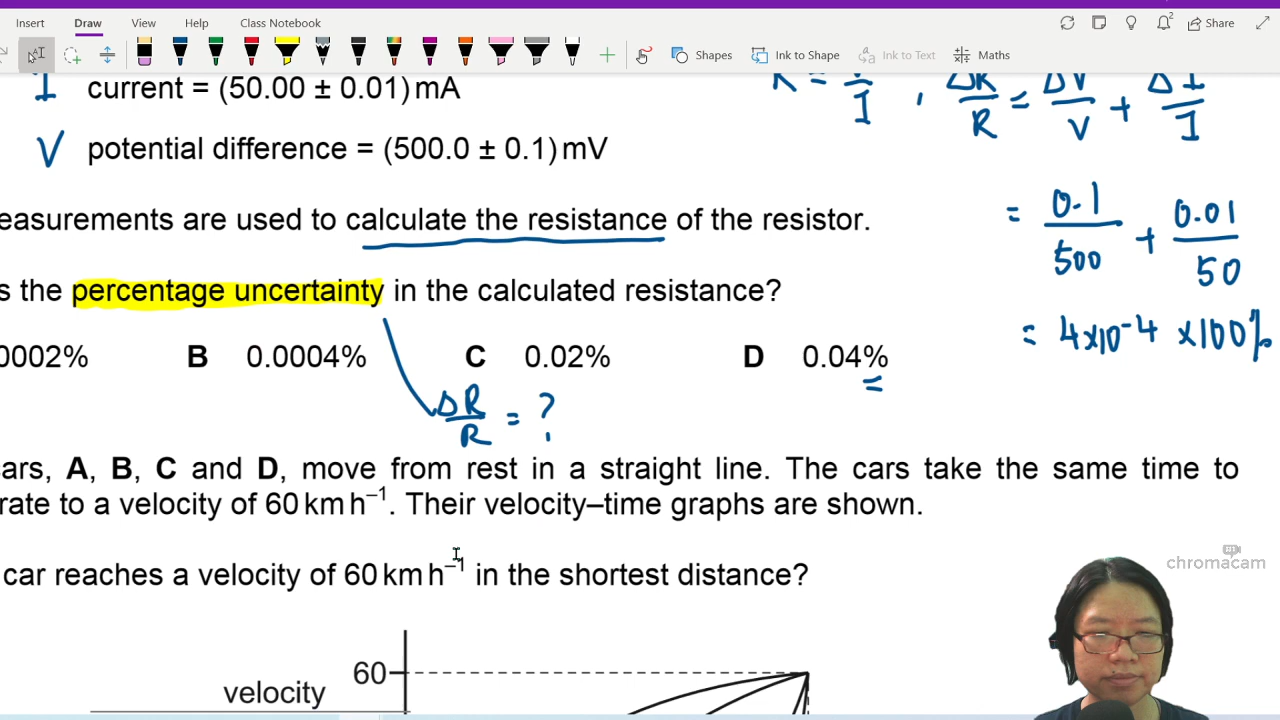 Insert Draw View Help Class Notebook Share
Shapes Ink to Shape Ink to Text Maths
I current = (50.00 ± 0.01) mA
R = V/I , ΔR/R = ΔV/V + ΔI/I
V potential difference = (500.0 ± 0.1) mV
= 0.1/500 + 0.01/50
easurements are used to calculate the resistance of the resistor.
s the percentage uncertainty in the calculated resistance?
= 4×10⁻⁴ ×100%
0002% B 0.0004% C 0.02% D 0.04%
ΔR/R = ?
ars, A, B, C and D, move from rest in a straight line. The cars take the same time to
rate to a velocity of 60 km h⁻¹. Their velocity–time graphs are shown.
car reaches a velocity of 60 km h⁻¹ in the shortest distance?
chromacam
60
velocity